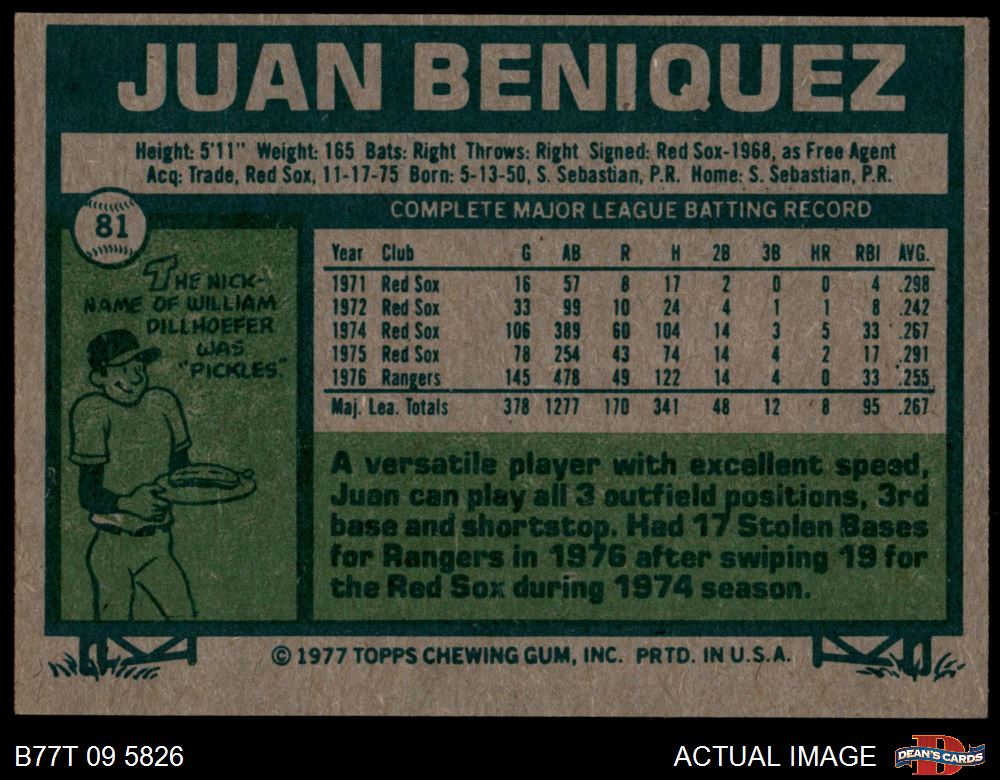 JUAN BENIQUEZ
Height: 5'11" Weight: 165 Bats: Right Throws: Right Signed: Red Sox-1968, as Free Agent
Acq: Trade, Red Sox, 11-17-75 Born: 5-13-50, S. Sebastian, P.R. Home: S. Sebastian, P.R.
81
THE NICK-
NAME OF WILLIAM
DILLHOEFER
WAS
"PICKLES."
COMPLETE MAJOR LEAGUE BATTING RECORD
Year Club G AB R H 2B 3B HR RBI AVG.
1971 Red Sox 16 57 8 17 2 0 0 4 .298
1972 Red Sox 33 99 10 24 4 1 1 8 .242
1974 Red Sox 106 389 60 104 14 3 5 33 .267
1975 Red Sox 78 254 43 74 14 4 2 17 .291
1976 Rangers 145 478 49 122 14 4 0 33 .255
Maj. Lea. Totals 378 1277 170 341 48 12 8 95 .267
A versatile player with excellent speed,
Juan can play all 3 outfield positions, 3rd
base and shortstop. Had 17 Stolen Bases
for Rangers in 1976 after swiping 19 for
the Red Sox during 1974 season.
© 1977 TOPPS CHEWING GUM, INC. PRTD. IN U.S.A.
B77T 09 5826
ACTUAL IMAGE
DEAN'S CARDS